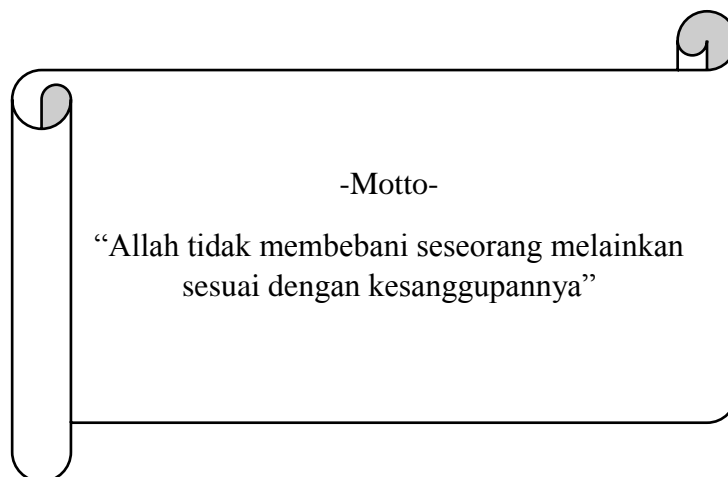 -Motto-
“Allah tidak membebani seseorang melainkan
sesuai dengan kesanggupannya”